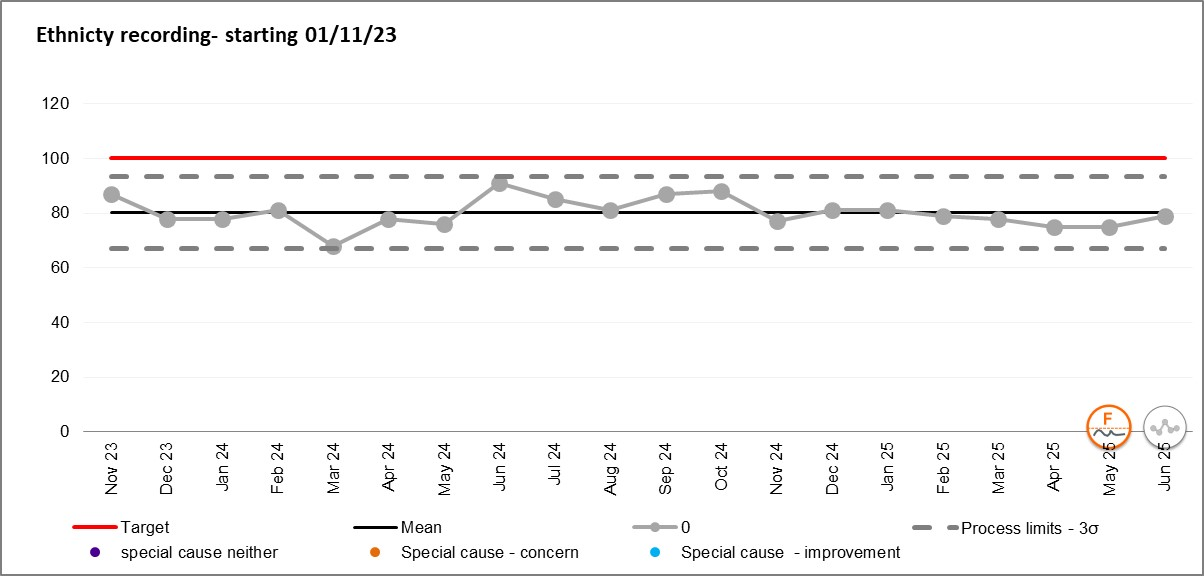 Ethnicty recording- starting 01/11/23
120
100
80
60
40
20
0
F
Nov 23
Dec 23
Jan 24
Feb 24
Mar 24
Apr 24
May 24
Jun 24
Jul 24
Aug 24
Sep 24
Oct 24
Nov 24
Dec 24
Jan 25
Feb 25
Mar 25
Apr 25
May 25
Jun 25
Target
Mean
0
Process limits - 3σ
special cause neither
Special cause - concern
Special cause  - improvement